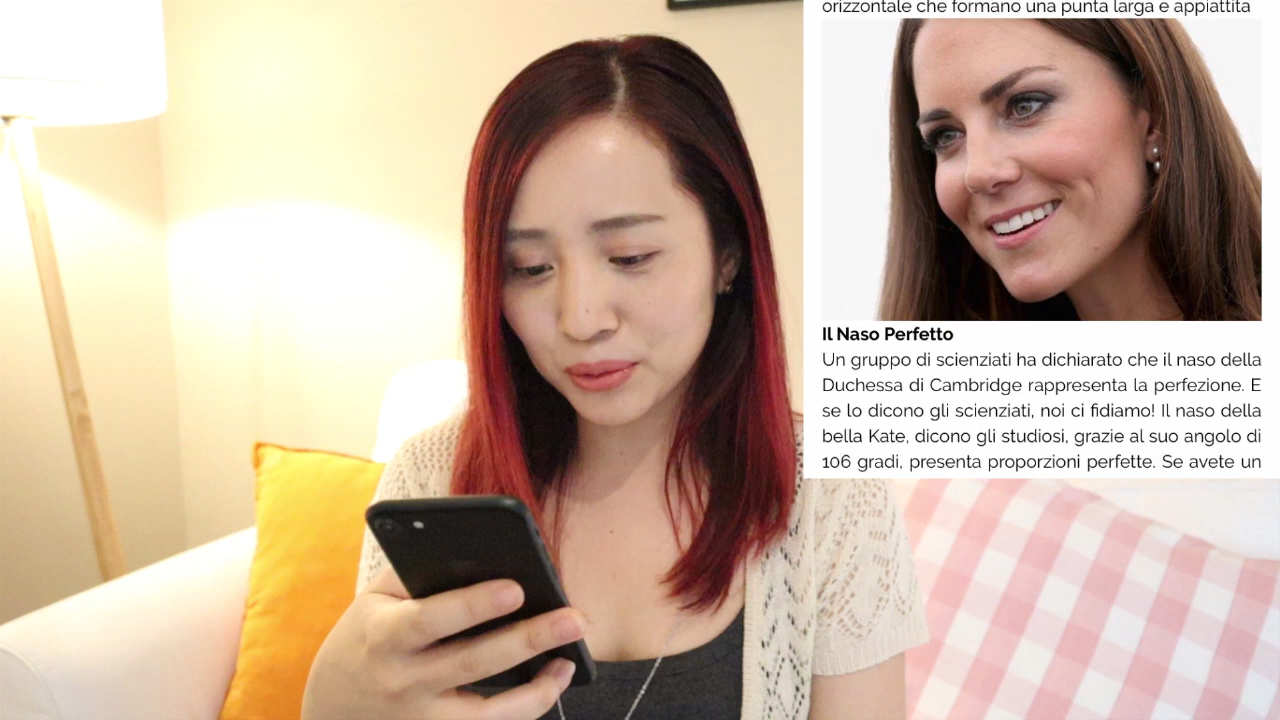 orizzontale che formano una punta larga e appiattita
Il Naso Perfetto
Un gruppo di scienziati ha dichiarato che il naso della
Duchessa di Cambridge rappresenta la perfezione. E
se lo dicono gli scienziati, noi ci fidiamo! Il naso della
bella Kate, dicono gli studiosi, grazie al suo angolo di
106 gradi, presenta proporzioni perfette. Se avete un